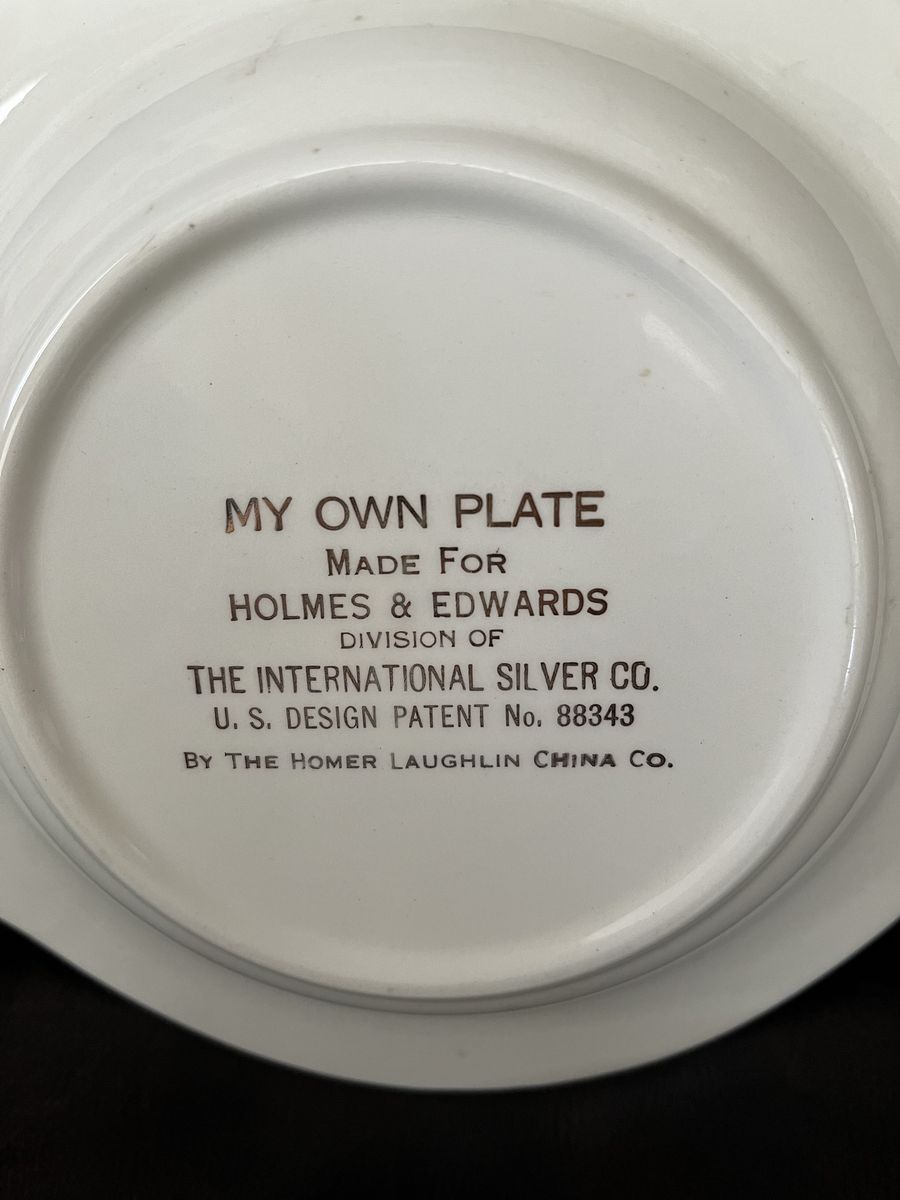 MY OWN PLATE
MADE FOR
HOLMES & EDWARDS
DIVISION OF
THE INTERNATIONAL SILVER CO.
U. S. DESIGN PATENT No. 88343
BY THE HOMER LAUGHLIN CHINA CO.